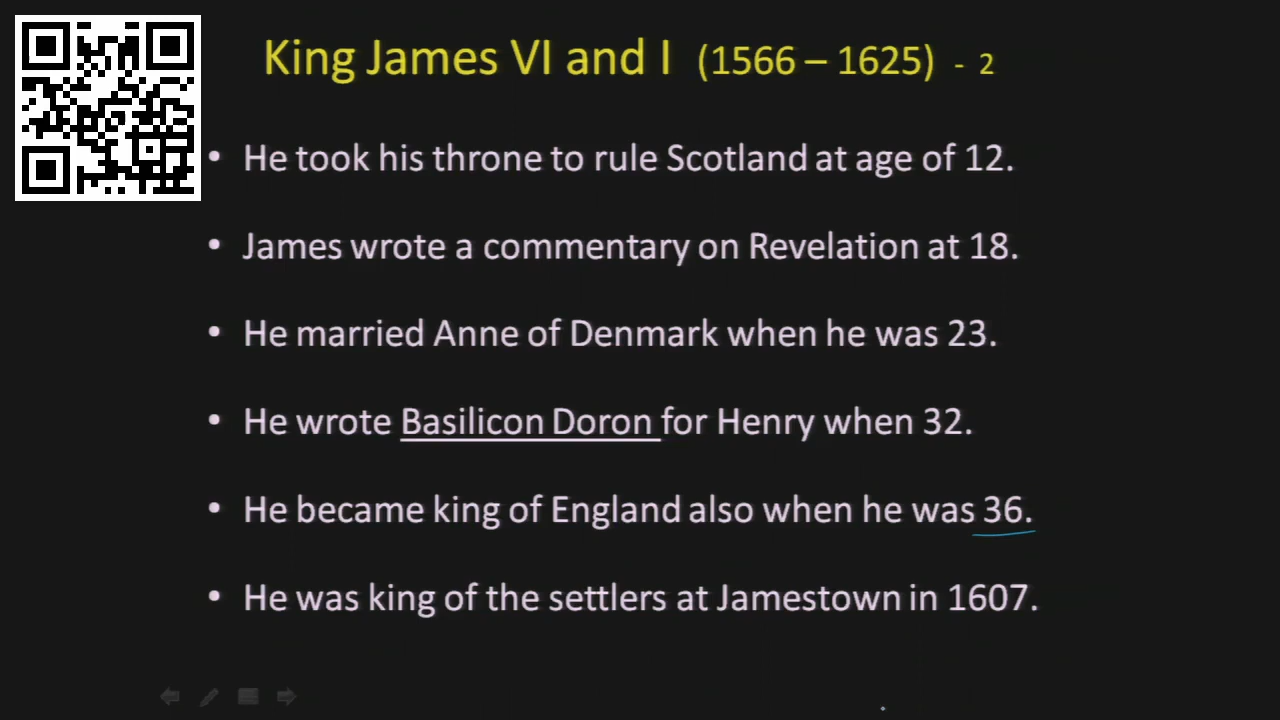 King James VI and I (1566 – 1625) - 2
• He took his throne to rule Scotland at age of 12.
• James wrote a commentary on Revelation at 18.
• He married Anne of Denmark when he was 23.
• He wrote Basilicon Doron for Henry when 32.
• He became king of England also when he was 36.
• He was king of the settlers at Jamestown in 1607.